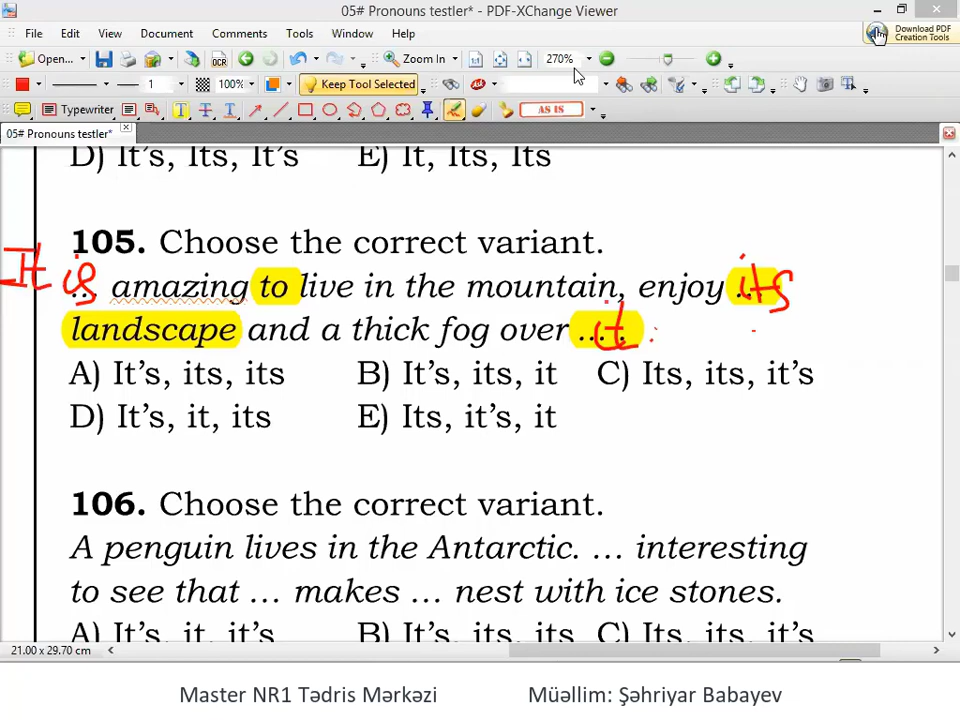 05# Pronouns testler* - PDF-XChange Viewer
File Edit View Document Comments Tools Window Help
Download PDF Creation Tools
Open... OCR Zoom In 270%
1 100% Keep Tool Selected
Typewriter AS IS
05# Pronouns testler*
D) It's, Its, It's E) It, Its, Its
105. Choose the correct variant.
It is
… amazing to live in the mountain, enjoy … its
landscape and a thick fog over … it .
A) It’s, its, its B) It’s, its, it C) Its, its, it’s
D) It’s, it, its E) Its, it’s, it
106. Choose the correct variant.
A penguin lives in the Antarctic. … interesting
to see that … makes … nest with ice stones.
A) It’s, it, it’s B) It’s, its, its C) Its, its, it’s
21.00 x 29.70 cm
Master NR1 Tədris Mərkəzi Müəllim: Şəhriyar Babayev